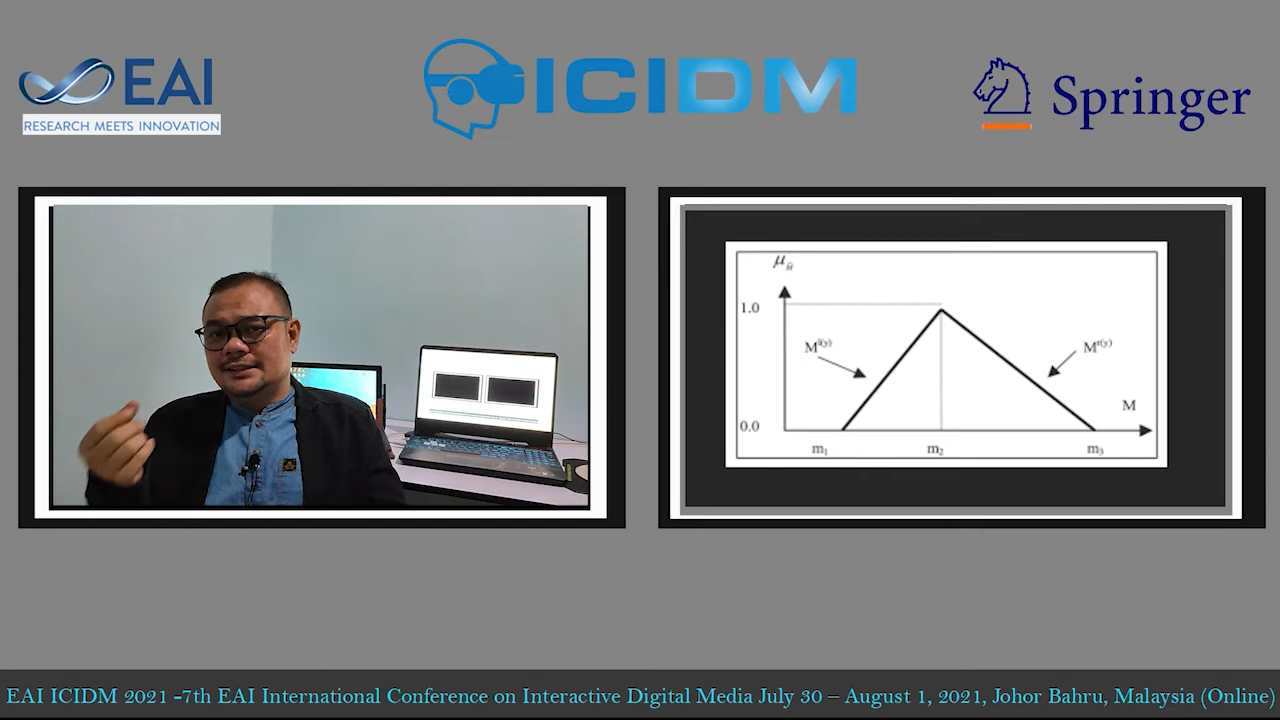 EAI
RESEARCH MEETS INNOVATION
ICIDM
Springer
μM̃
1.0
M^l(y)
M^r(y)
M
0.0
m1
m2
m3
EAI ICIDM 2021 -7th EAI International Conference on Interactive Digital Media July 30 – August 1, 2021, Johor Bahru, Malaysia (Online)